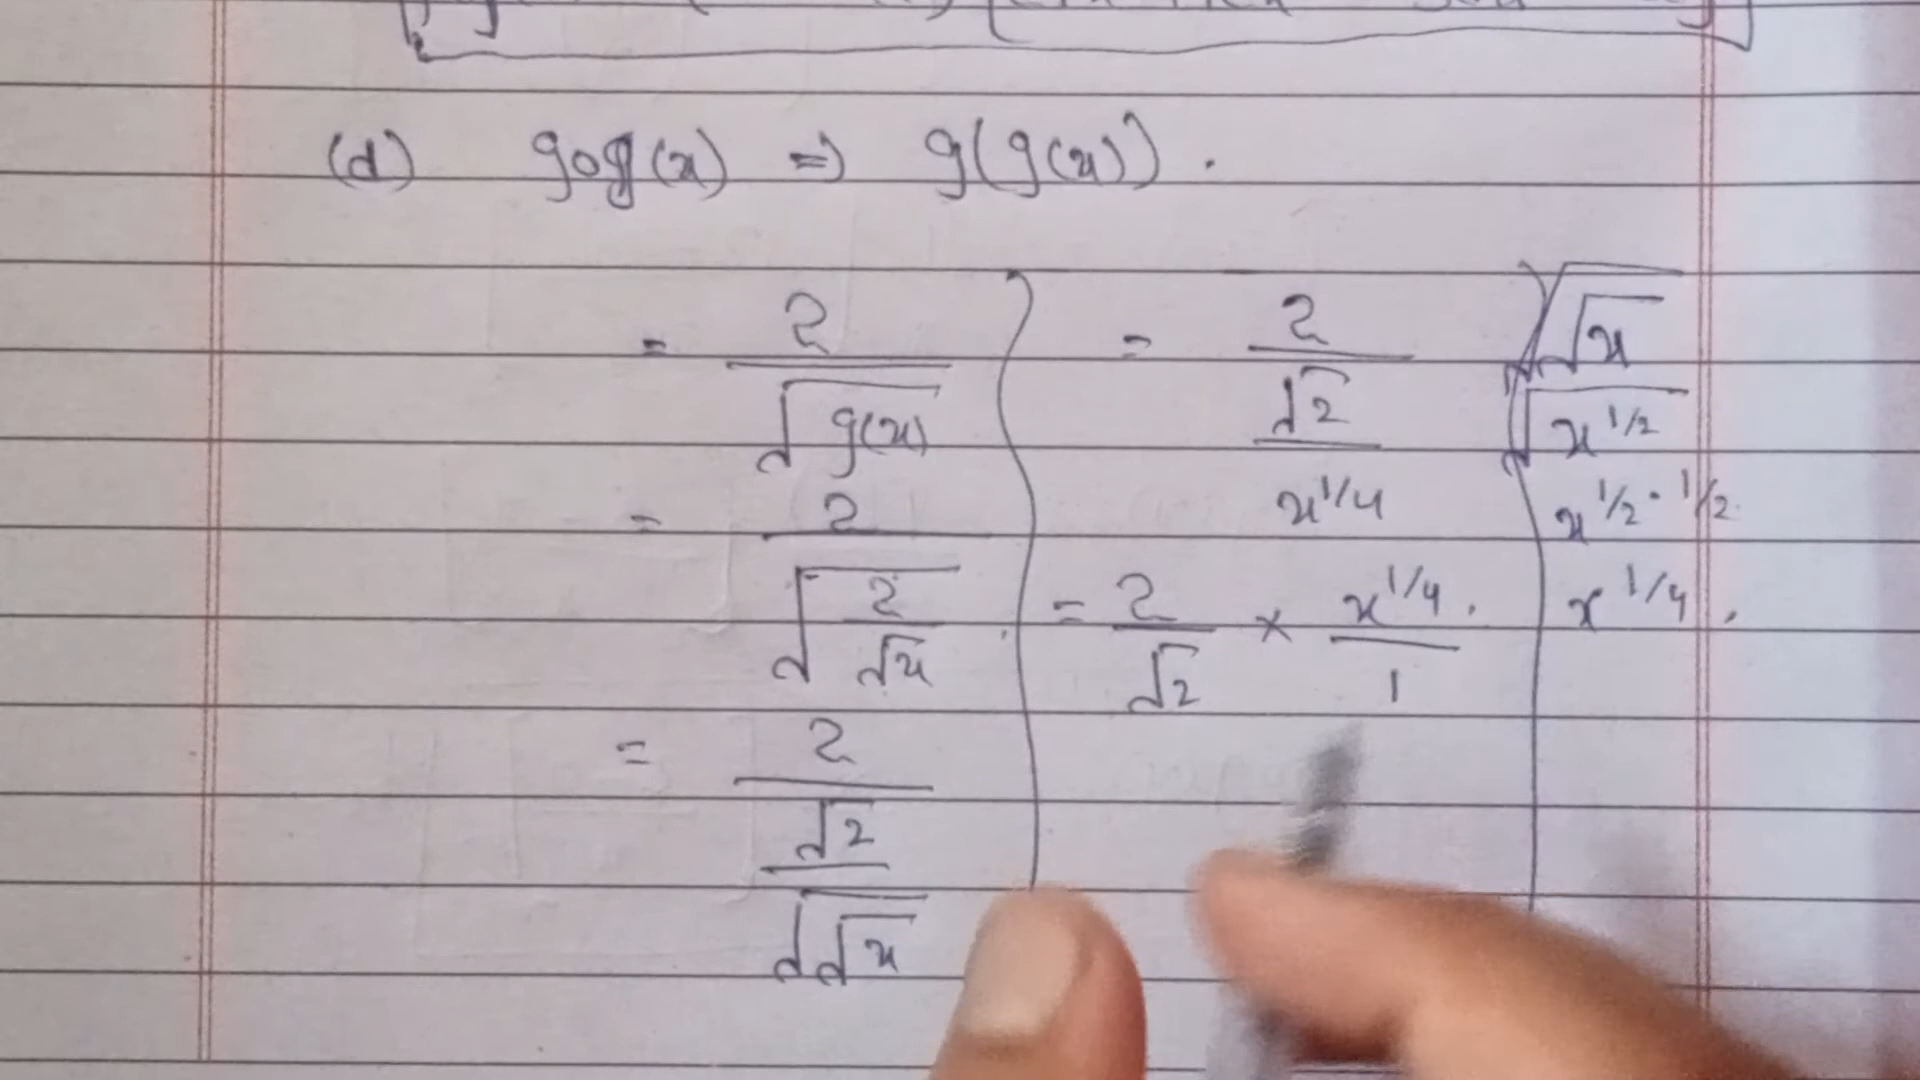 (d) gog(x) ⇒ g(g(x)).
= 2/√g(x)
= 2/√(2/√x)
= 2/(√2/√√x)
= 2/(√2/x^1/4)
= 2/√2 × x^1/4/1.
√√x
√x^1/2
x^1/2·1/2.
x^1/4.